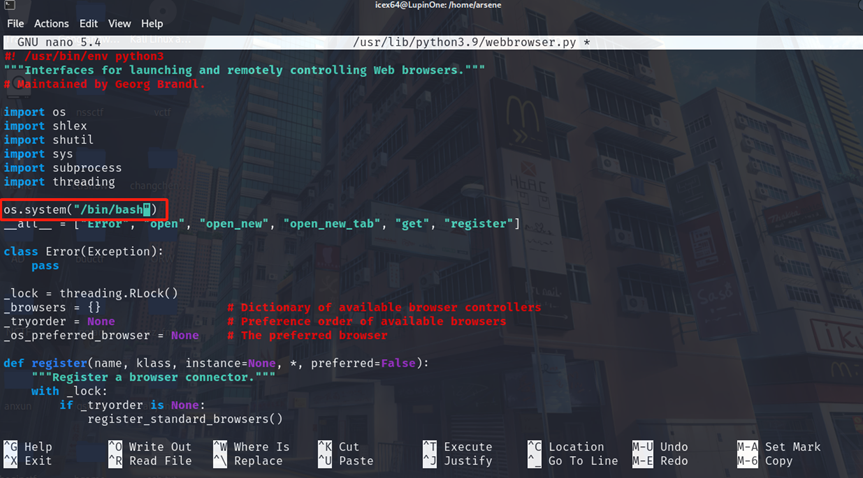 icex64@LupinOne: /home/arsene
File Actions Edit View Help
GNU nano 5.4 /usr/lib/python3.9/webbrowser.py *
#! /usr/bin/env python3
"""Interfaces for launching and remotely controlling Web browsers."""
# Maintained by Georg Brandl.
import os
import shlex
import shutil
import sys
import subprocess
import threading
os.system("/bin/bash")
__all__ = ["Error", "open", "open_new", "open_new_tab", "get", "register"]
class Error(Exception):
    pass
_lock = threading.RLock()
_browsers = {} # Dictionary of available browser controllers
_tryorder = None # Preference order of available browsers
_os_preferred_browser = None # The preferred browser
def register(name, klass, instance=None, *, preferred=False):
    """Register a browser connector."""
    with _lock:
        if _tryorder is None:
            register_standard_browsers()
^G Help ^O Write Out ^W Where Is ^K Cut ^T Execute ^C Location M-U Undo M-A Set Mark
^X Exit ^R Read File ^\ Replace ^U Paste ^J Justify ^_ Go To Line M-E Redo M-6 Copy